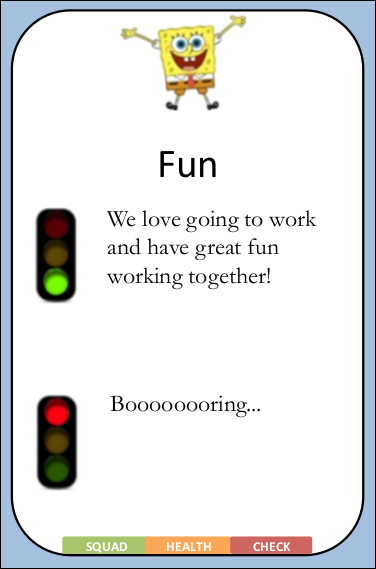 Fun
We love going to work
and have great fun
working together!
Boooooooring...
SQUAD HEALTH CHECK